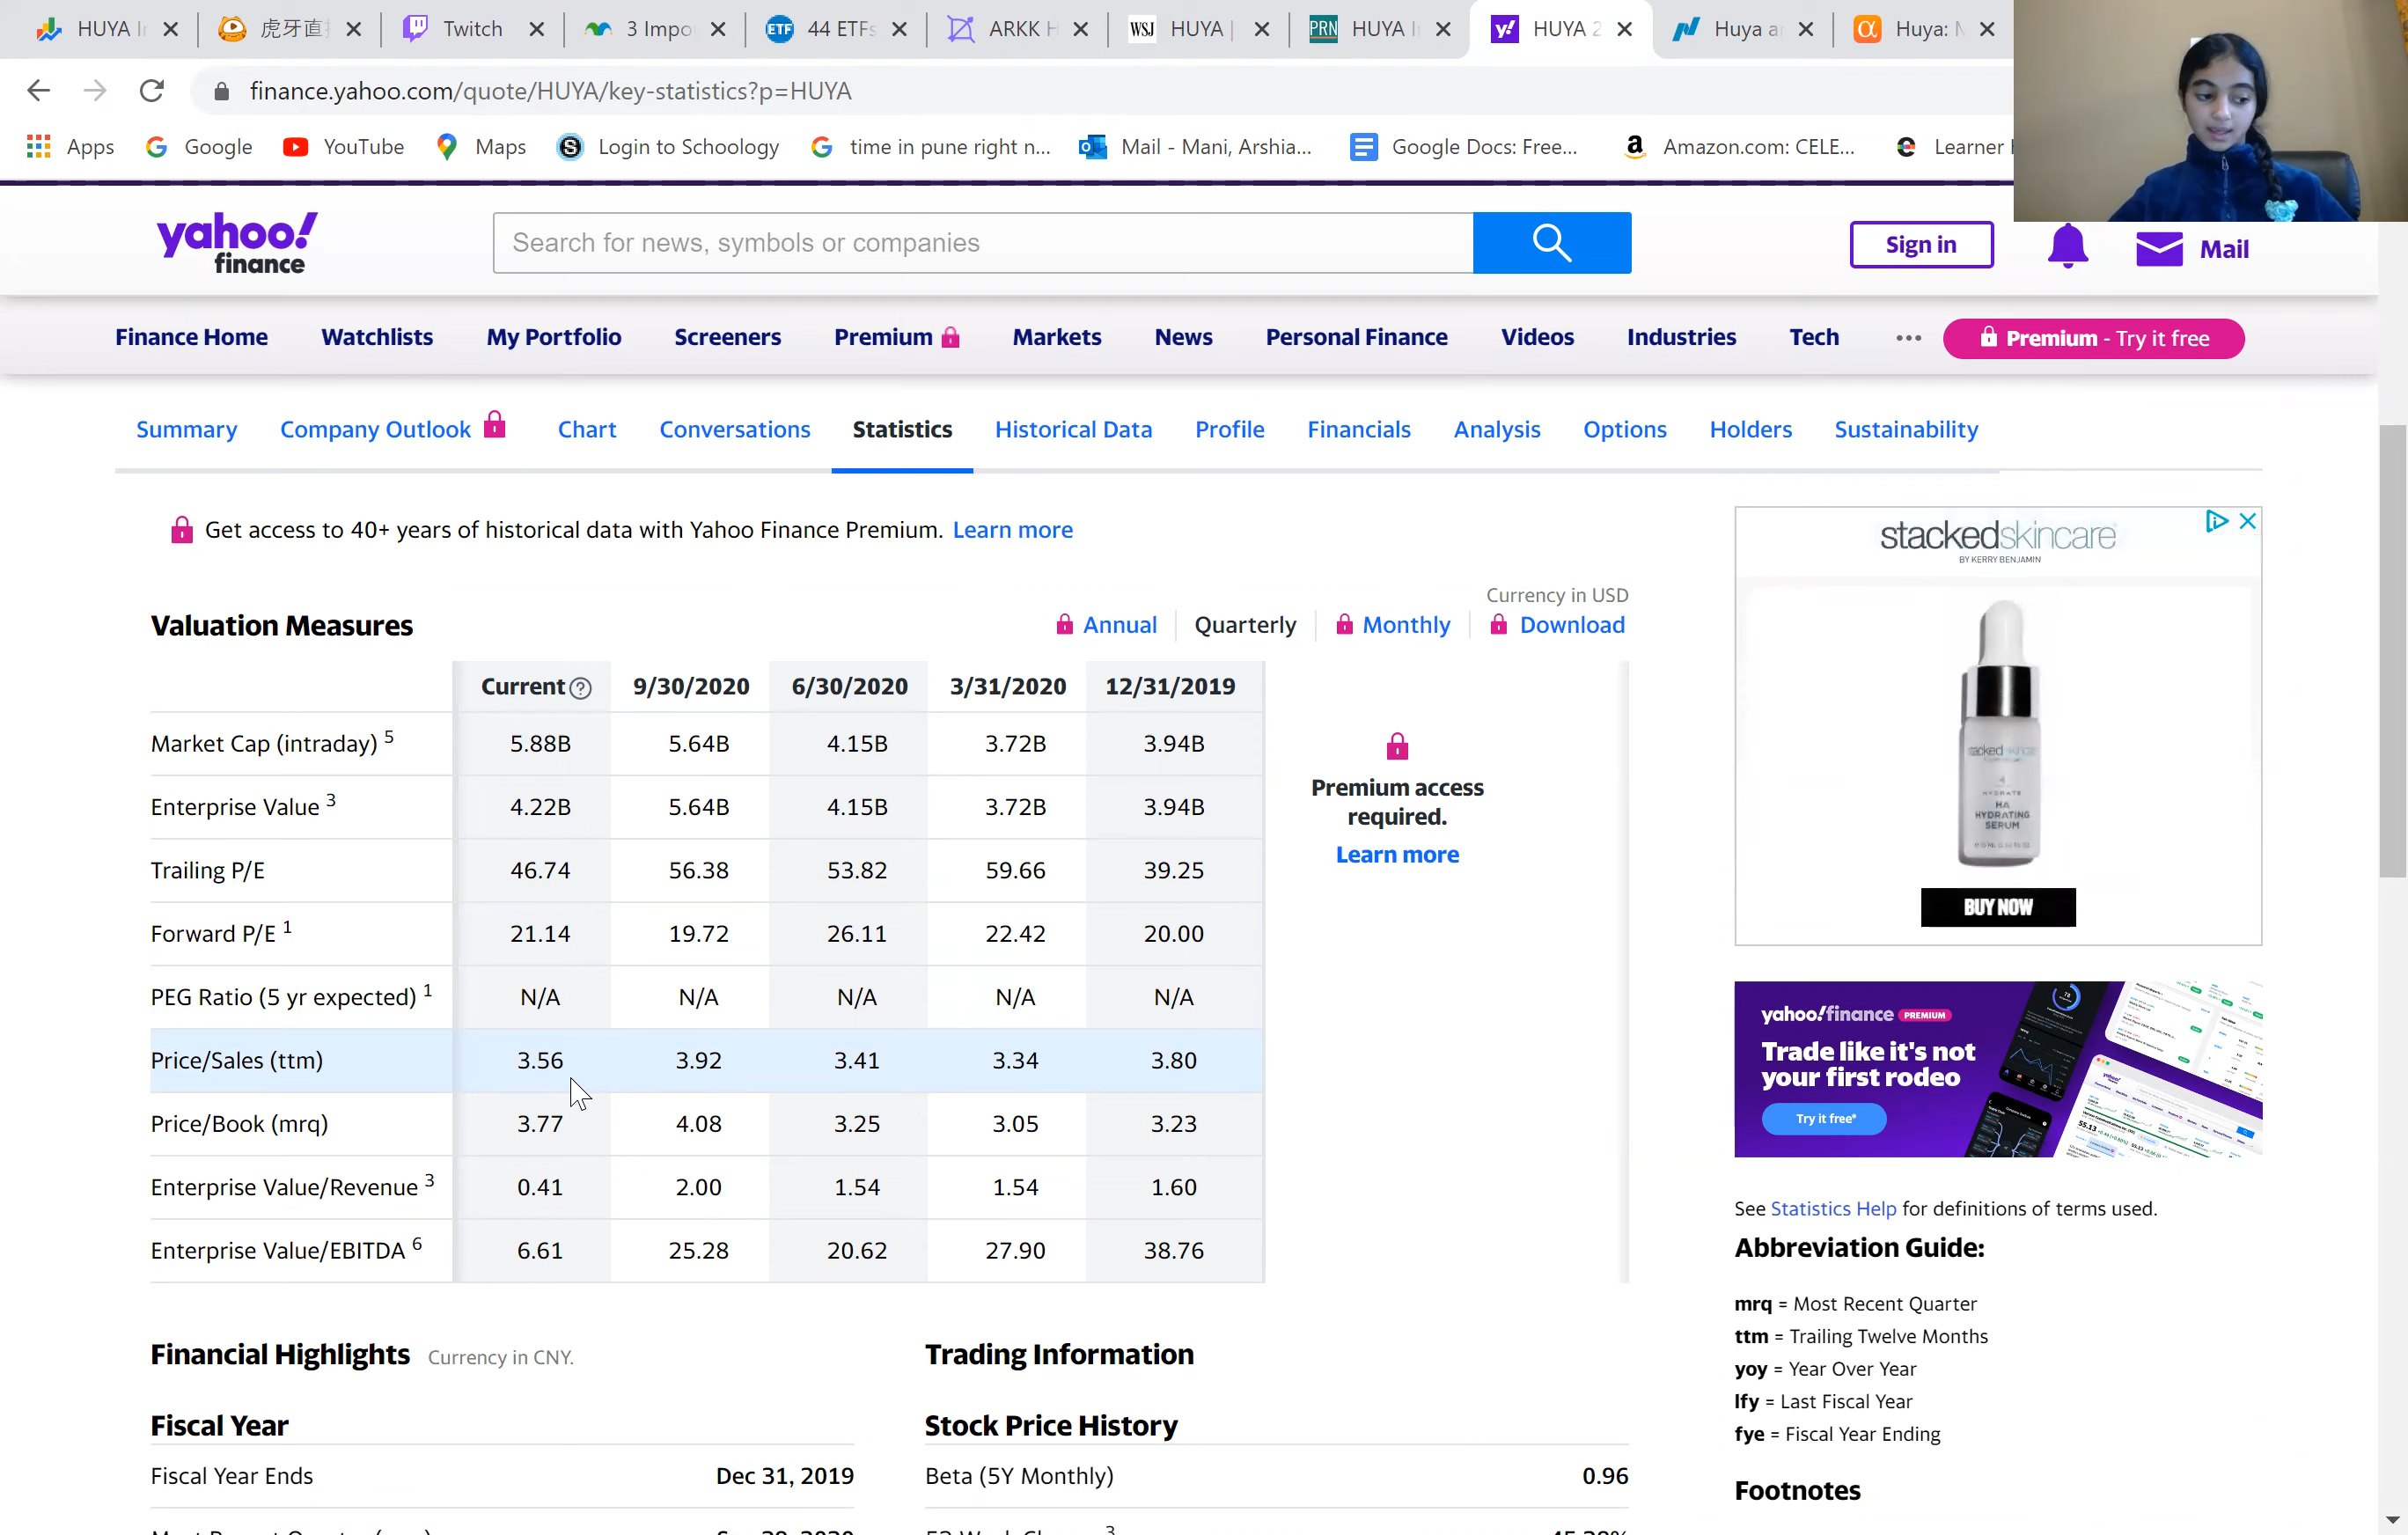 HUYA I
虎牙直
Twitch
3 Impo
44 ETFs
ARKK H
WSJ HUYA |
PRN HUYA I
HUYA 2
Huya a
Huya: M
finance.yahoo.com/quote/HUYA/key-statistics?p=HUYA
Apps
Google
YouTube
Maps
Login to Schoology
time in pune right n...
Mail - Mani, Arshia...
Google Docs: Free...
Amazon.com: CELE...
Learner
yahoo!
finance
Search for news, symbols or companies
Sign in
Mail
Finance Home Watchlists My Portfolio Screeners Premium Markets News Personal Finance Videos Industries Tech ••• Premium - Try it free
Summary Company Outlook Chart Conversations Statistics Historical Data Profile Financials Analysis Options Holders Sustainability
Get access to 40+ years of historical data with Yahoo Finance Premium. Learn more
Currency in USD
Valuation Measures Annual Quarterly Monthly Download
Current 9/30/2020 6/30/2020 3/31/2020 12/31/2019
Market Cap (intraday) 5 5.88B 5.64B 4.15B 3.72B 3.94B
Enterprise Value 3 4.22B 5.64B 4.15B 3.72B 3.94B
Trailing P/E 46.74 56.38 53.82 59.66 39.25
Forward P/E 1 21.14 19.72 26.11 22.42 20.00
PEG Ratio (5 yr expected) 1 N/A N/A N/A N/A N/A
Price/Sales (ttm) 3.56 3.92 3.41 3.34 3.80
Price/Book (mrq) 3.77 4.08 3.25 3.05 3.23
Enterprise Value/Revenue 3 0.41 2.00 1.54 1.54 1.60
Enterprise Value/EBITDA 6 6.61 25.28 20.62 27.90 38.76
Premium access
required.
Learn more
Financial Highlights Currency in CNY.
Fiscal Year
Fiscal Year Ends Dec 31, 2019
Trading Information
Stock Price History
Beta (5Y Monthly) 0.96
stackedskincare
BY KERRY BENJAMIN
HYDRATE
HA
HYDRATING
SERUM
BUY NOW
yahoo!finance PREMIUM
Trade like it's not
your first rodeo
Try it free*
See Statistics Help for definitions of terms used.
Abbreviation Guide:
mrq = Most Recent Quarter
ttm = Trailing Twelve Months
yoy = Year Over Year
lfy = Last Fiscal Year
fye = Fiscal Year Ending
Footnotes